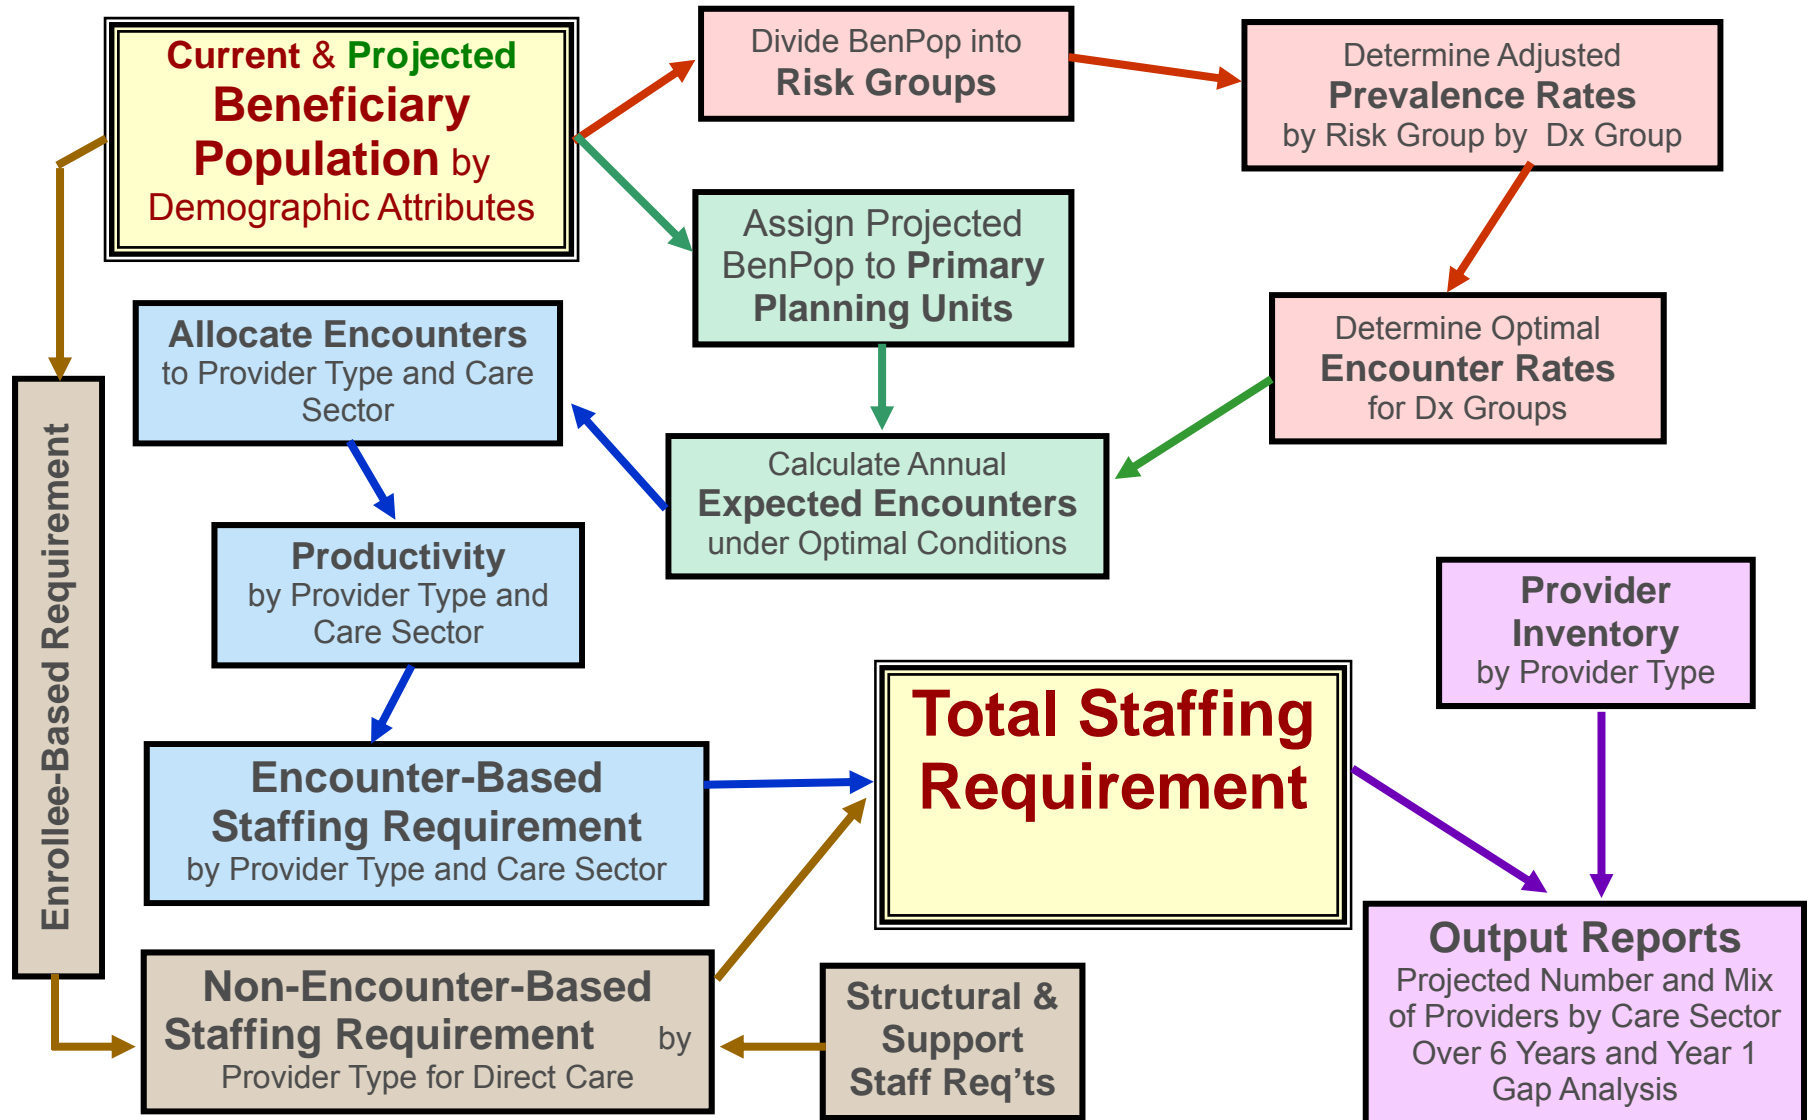 Current & Projected
Beneficiary
Population by
Demographic Attributes
Divide BenPop into
Risk Groups
Determine Adjusted
Prevalence Rates
by Risk Group by Dx Group
Assign Projected
BenPop to Primary
Planning Units
Determine Optimal
Encounter Rates
for Dx Groups
Allocate Encounters
to Provider Type and Care
Sector
Calculate Annual
Expected Encounters
under Optimal Conditions
Productivity
by Provider Type and
Care Sector
Enrollee-Based Requirement
Encounter-Based
Staffing Requirement
by Provider Type and Care Sector
Total Staffing
Requirement
Provider
Inventory
by Provider Type
Non-Encounter-Based
Staffing Requirement by
Provider Type for Direct Care
Structural &
Support
Staff Req’ts
Output Reports
Projected Number and Mix
of Providers by Care Sector
Over 6 Years and Year 1
Gap Analysis